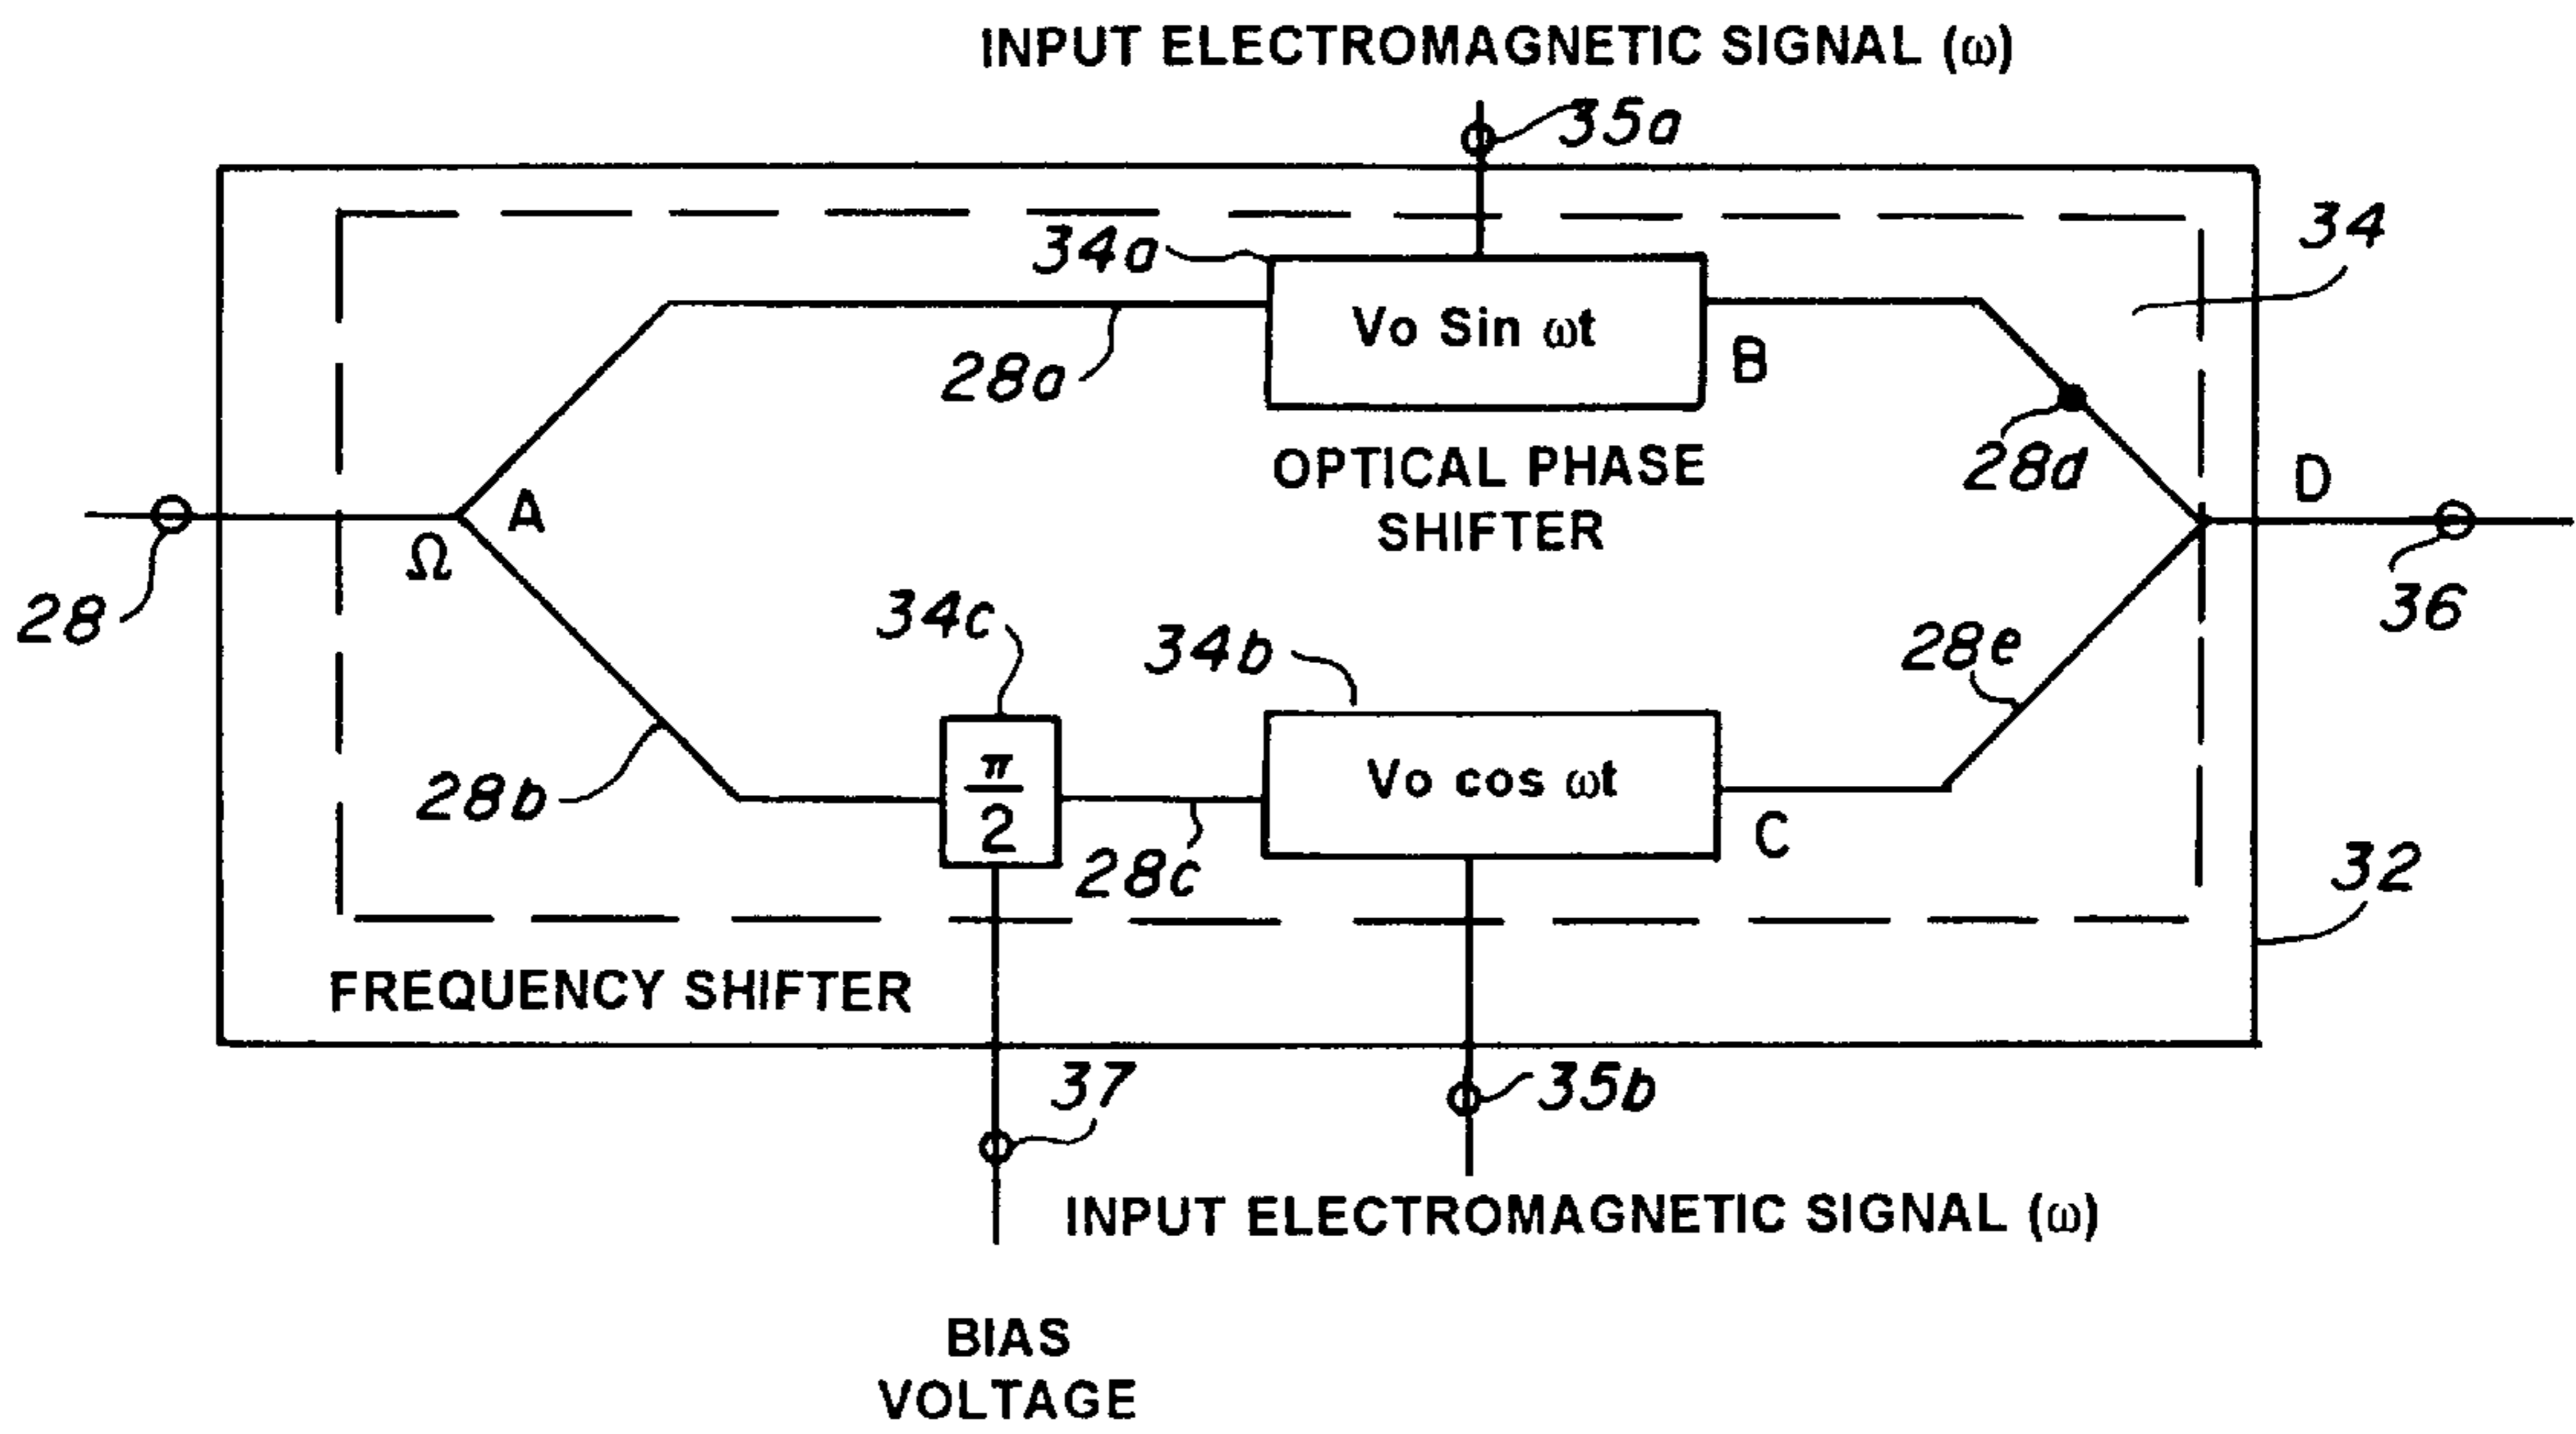 INPUT ELECTROMAGNETIC SIGNAL (ω)
35a
34
34a
Vo Sin ωt
28a
B
OPTICAL PHASE
SHIFTER
28d
D
A
Ω
28
36
34c
34b
28e
π
2
Vo cos ωt
28b
28c
C
32
FREQUENCY SHIFTER
37
35b
INPUT ELECTROMAGNETIC SIGNAL (ω)
BIAS
VOLTAGE